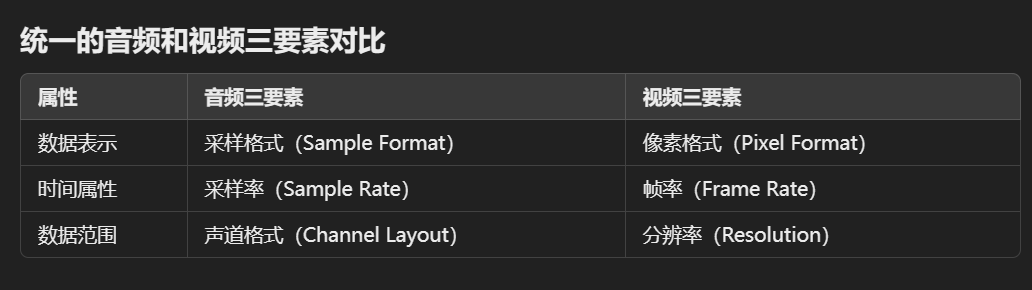 统一的音频和视频三要素对比
属性 音频三要素 视频三要素
数据表示 采样格式（Sample Format） 像素格式（Pixel Format）
时间属性 采样率（Sample Rate） 帧率（Frame Rate）
数据范围 声道格式（Channel Layout） 分辨率（Resolution）